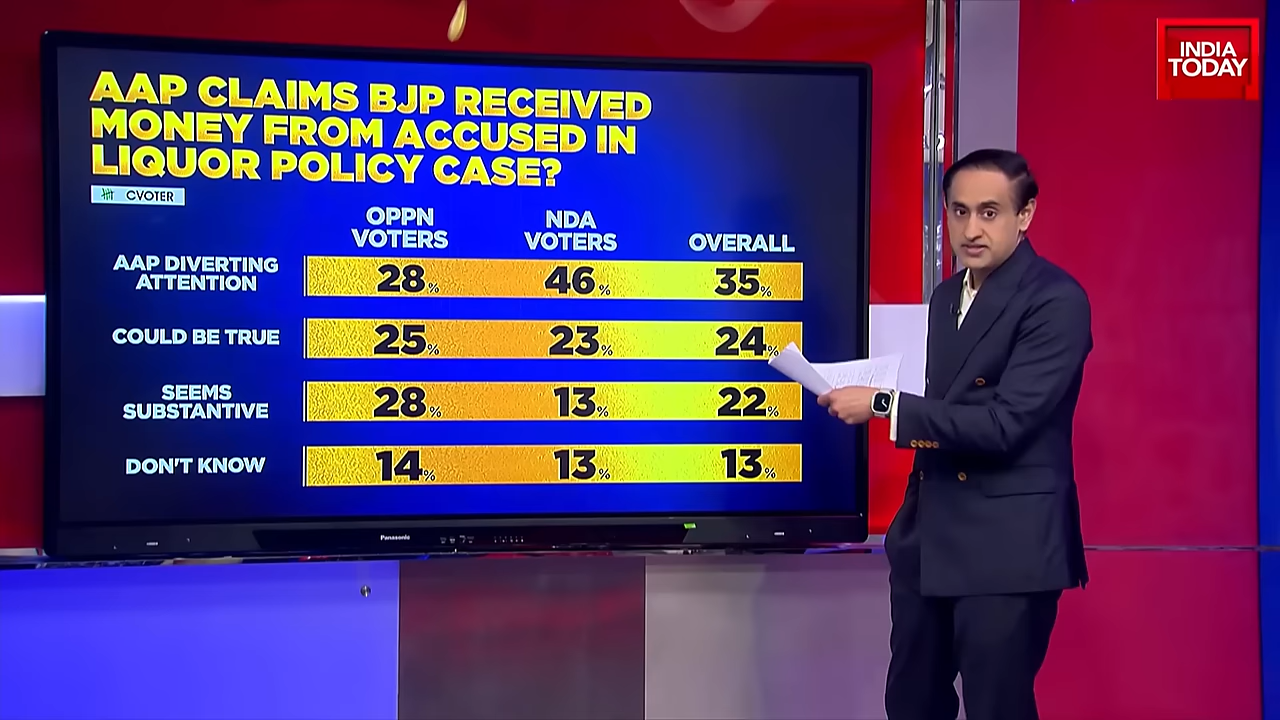 INDIA
TODAY
AAP CLAIMS BJP RECEIVED
MONEY FROM ACCUSED IN
LIQUOR POLICY CASE?
CVOTER
OPPN
VOTERS
NDA
VOTERS
OVERALL
AAP DIVERTING
ATTENTION
28% 46% 35%
COULD BE TRUE 25% 23% 24%
SEEMS
SUBSTANTIVE
28% 13% 22%
DON'T KNOW 14% 13% 13%
Panasonic